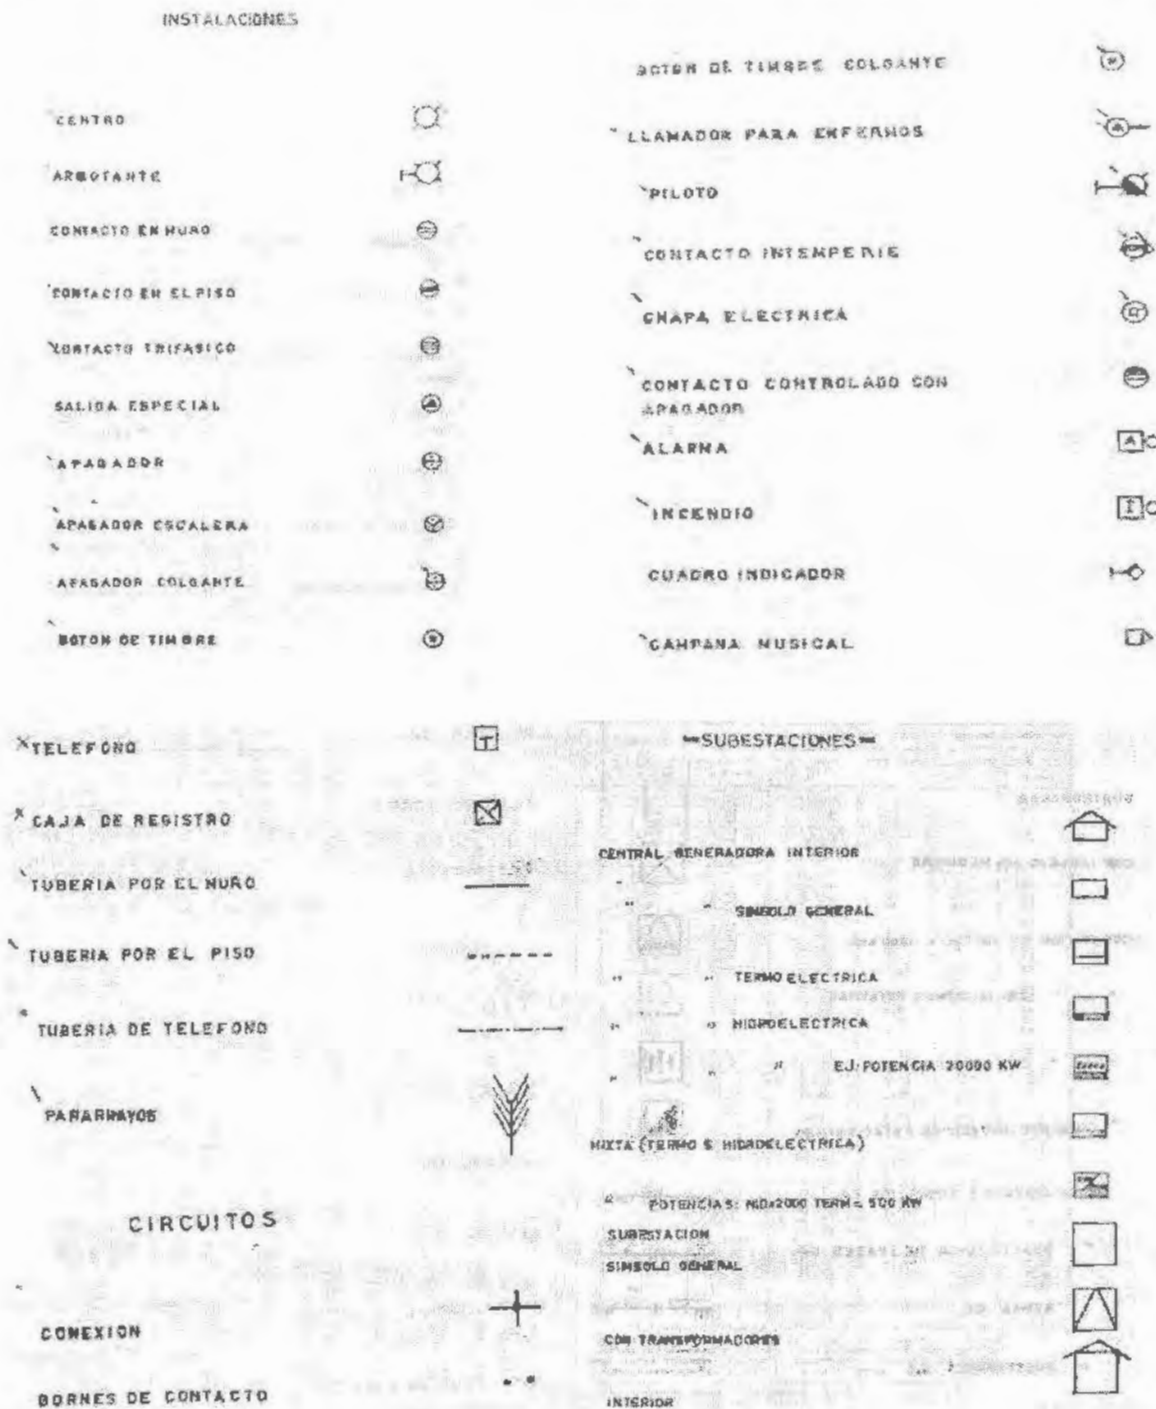 INSTALACIONES
CENTRO
ARBOTANTE
CONTACTO EN MURO
CONTACTO EN EL PISO
CONTACTO TRIFASICO
SALIDA ESPECIAL
APAGADOR
APAGADOR ESCALERA
APAGADOR COLGANTE
BOTON DE TIMBRE
BOTON DE TIMBRE COLGANTE
LLAMADOR PARA ENFERMOS
PILOTO
CONTACTO INTEMPERIE
CHAPA ELECTRICA
CONTACTO CONTROLADO CON
APAGADOR
ALARMA
A
INCENDIO
I
CUADRO INDICADOR
CAMPANA MUSICAL
TELEFONO
T
CAJA DE REGISTRO
TUBERIA POR EL MURO
TUBERIA POR EL PISO
TUBERIA DE TELEFONO
PARARRAYOS
CIRCUITOS
CONEXION
BORNES DE CONTACTO
SUBESTACIONES
CENTRAL GENERADORA INTERIOR
" " SIMBOLO GENERAL
" " TERMOELECTRICA
" " HIDROELECTRICA
" " " EJ: POTENCIA 20000 KW
MIXTA (TERMO E HIDROELECTRICA)
" POTENCIAS: HID=2000 TERM= 500 KW
SUBESTACION
SIMBOLO GENERAL
CON TRANSFORMADORES
INTERIOR